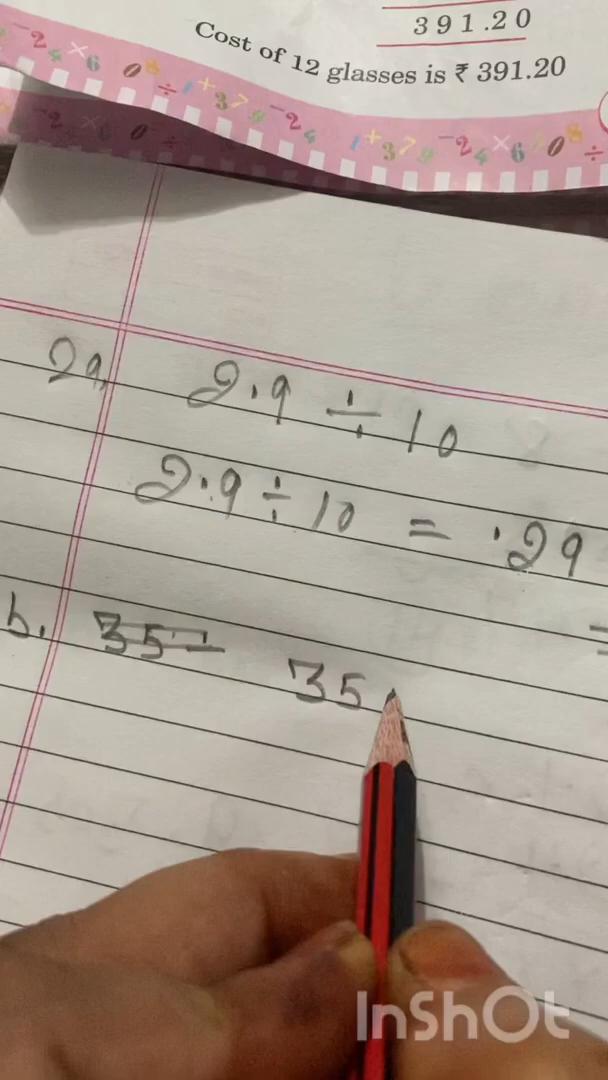 391.20
Cost of 12 glasses is ₹ 391.20
2a, 2.9 ÷ 10
2.9 ÷ 10 = .29
=
b. 35 ÷ 35.
InShOt